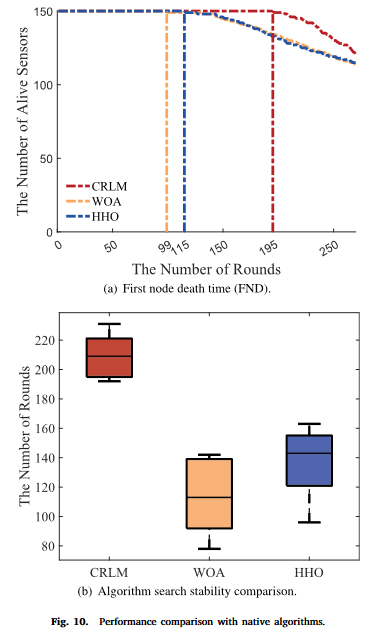 150
100
50
0
The Number of Alive Sensors
CRLM
WOA
HHO
0 50 99 115 150 195 250
The Number of Rounds
(a) First node death time (FND).
220
200
180
160
140
120
100
80
The Number of Rounds
CRLM WOA HHO
(b) Algorithm search stability comparison.
Fig. 10. Performance comparison with native algorithms.